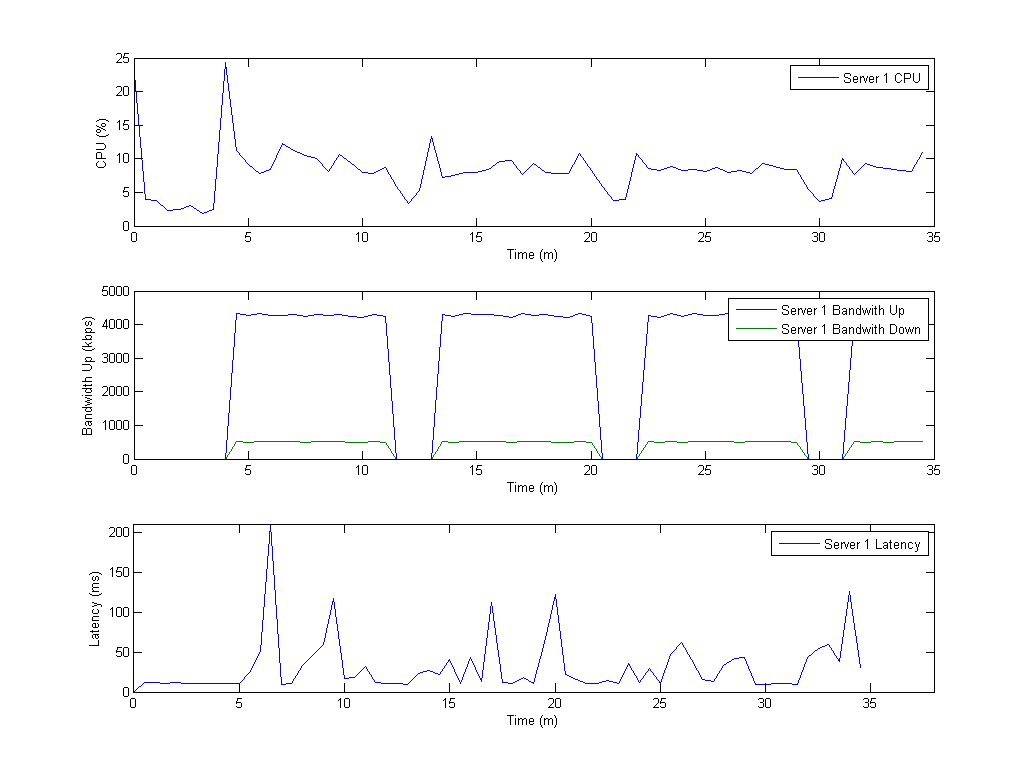 25
20
15
10
5
0
CPU (%)
Server 1 CPU
0 5 10 15 20 25 30 35
Time (m)
5000
4000
3000
2000
1000
0
Bandwidth Up (kbps)
Server 1 Bandwith Up
Server 1 Bandwith Down
0 5 10 15 20 25 30 35
Time (m)
200
150
100
50
0
Latency (ms)
Server 1 Latency
0 5 10 15 20 25 30 35
Time (m)